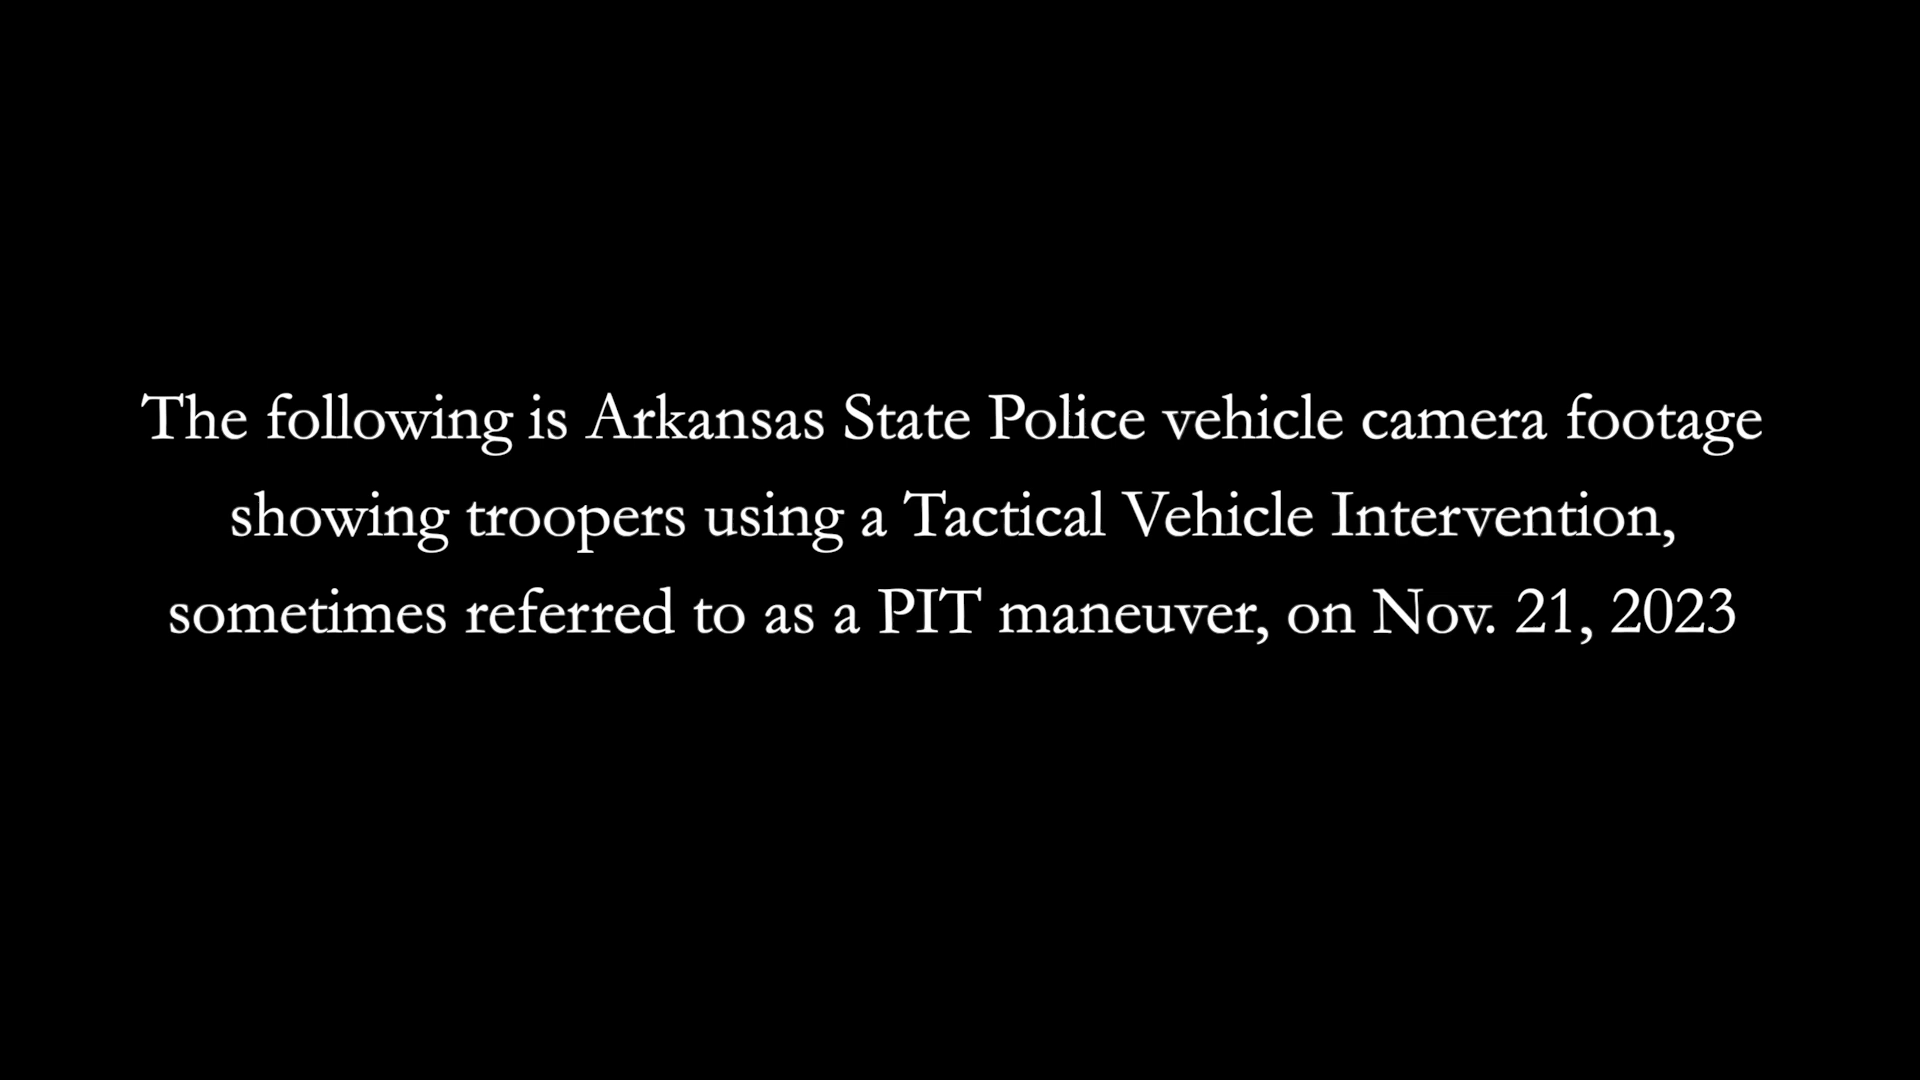 The following is Arkansas State Police vehicle camera footage
showing troopers using a Tactical Vehicle Intervention,
sometimes referred to as a PIT maneuver, on Nov. 21, 2023